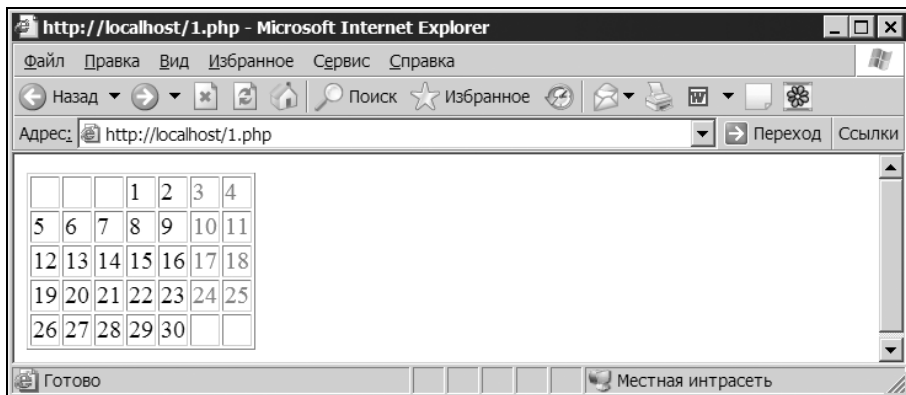 http://localhost/1.php - Microsoft Internet Explorer
Файл Правка Вид Избранное Сервис Справка
Назад Поиск Избранное
Адрес: http://localhost/1.php Переход Ссылки
1 2 3 4
5 6 7 8 9 10 11
12 13 14 15 16 17 18
19 20 21 22 23 24 25
26 27 28 29 30
Готово Местная интрасеть